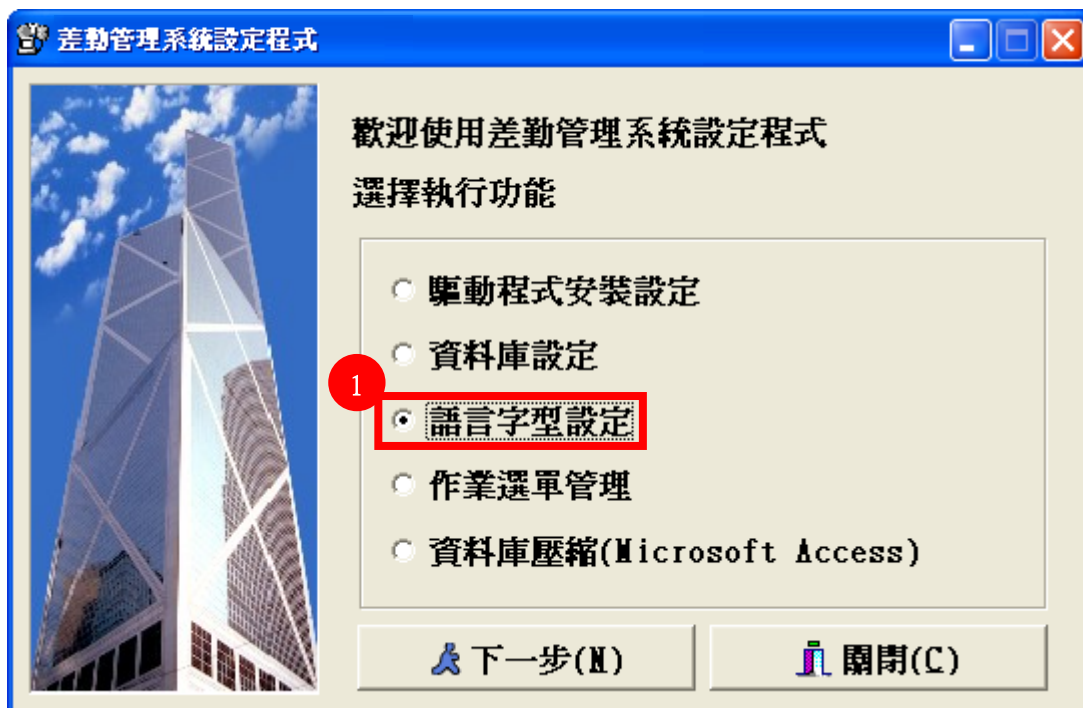 差勤管理系統設定程式
歡迎使用差勤管理系統設定程式
選擇執行功能
驅動程式安裝設定
資料庫設定
1
語言字型設定
作業選單管理
資料庫壓縮(Microsoft Access)
下一步(N) 關閉(C)